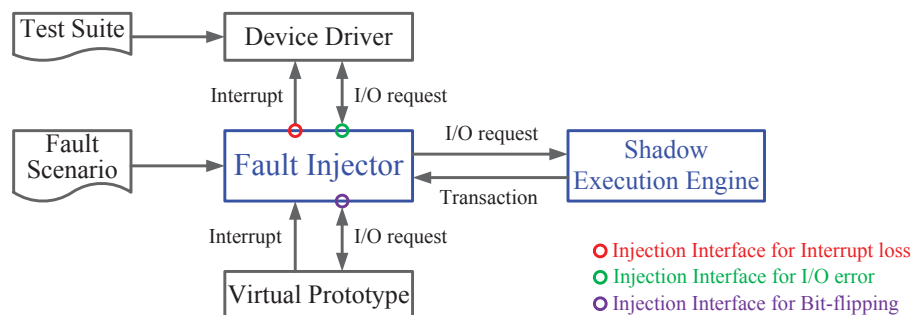 Test Suite
Device Driver
Interrupt
I/O request
Fault
Scenario
Fault Injector
I/O request
Transaction
Shadow
Execution Engine
Interrupt
I/O request
Virtual Prototype
Injection Interface for Interrupt loss
Injection Interface for I/O error
Injection Interface for Bit-flipping